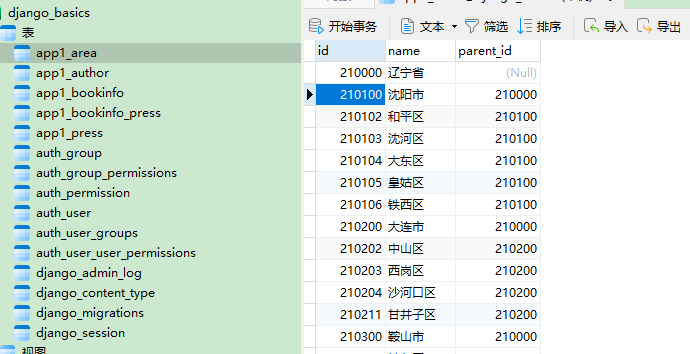 django_basics
表
app1_area
app1_author
app1_bookinfo
app1_bookinfo_press
app1_press
auth_group
auth_group_permissions
auth_permission
auth_user
auth_user_groups
auth_user_user_permissions
django_admin_log
django_content_type
django_migrations
django_session
开始事务 文本 筛选 排序 导入 导出
id name parent_id
210000 辽宁省 (Null)
210100 沈阳市 210000
210102 和平区 210100
210103 沈河区 210100
210104 大东区 210100
210105 皇姑区 210100
210106 铁西区 210100
210200 大连市 210000
210202 中山区 210200
210203 西岗区 210200
210204 沙河口区 210200
210211 甘井子区 210200
210300 鞍山市 210000